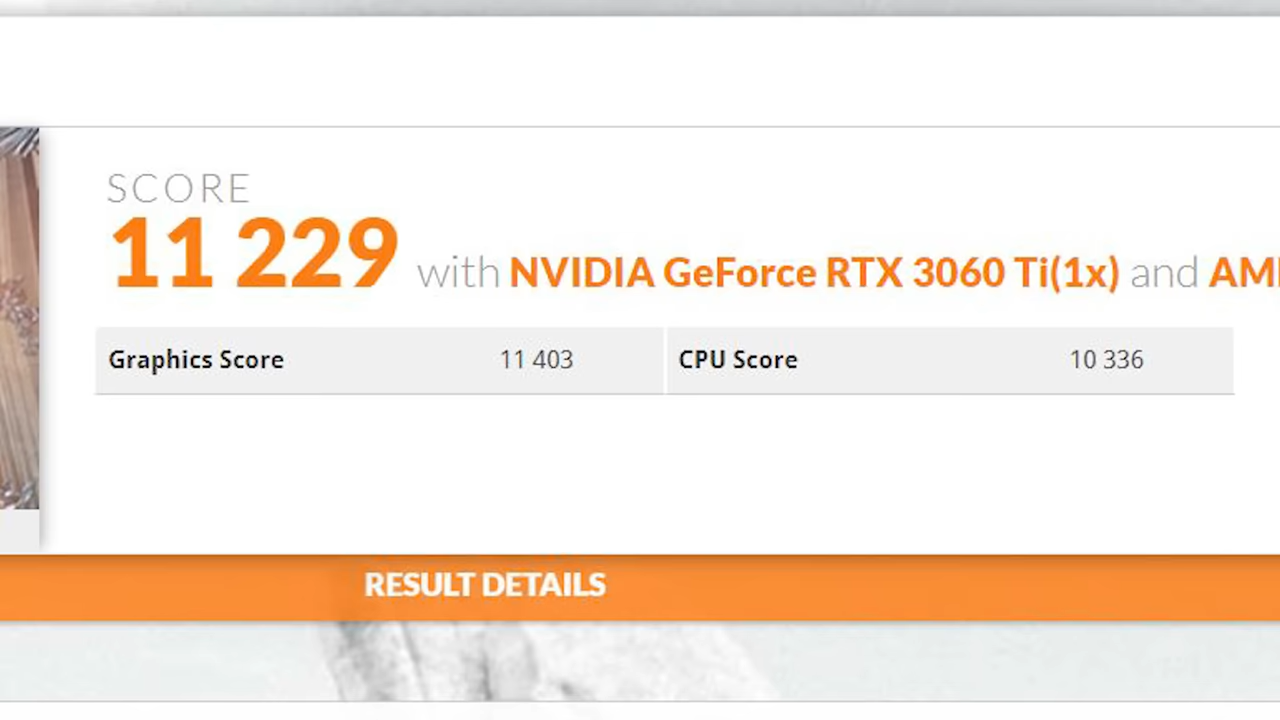 SCORE
11 229 with NVIDIA GeForce RTX 3060 Ti(1x) and
Graphics Score 11 403 CPU Score 10 336
RESULT DETAILS